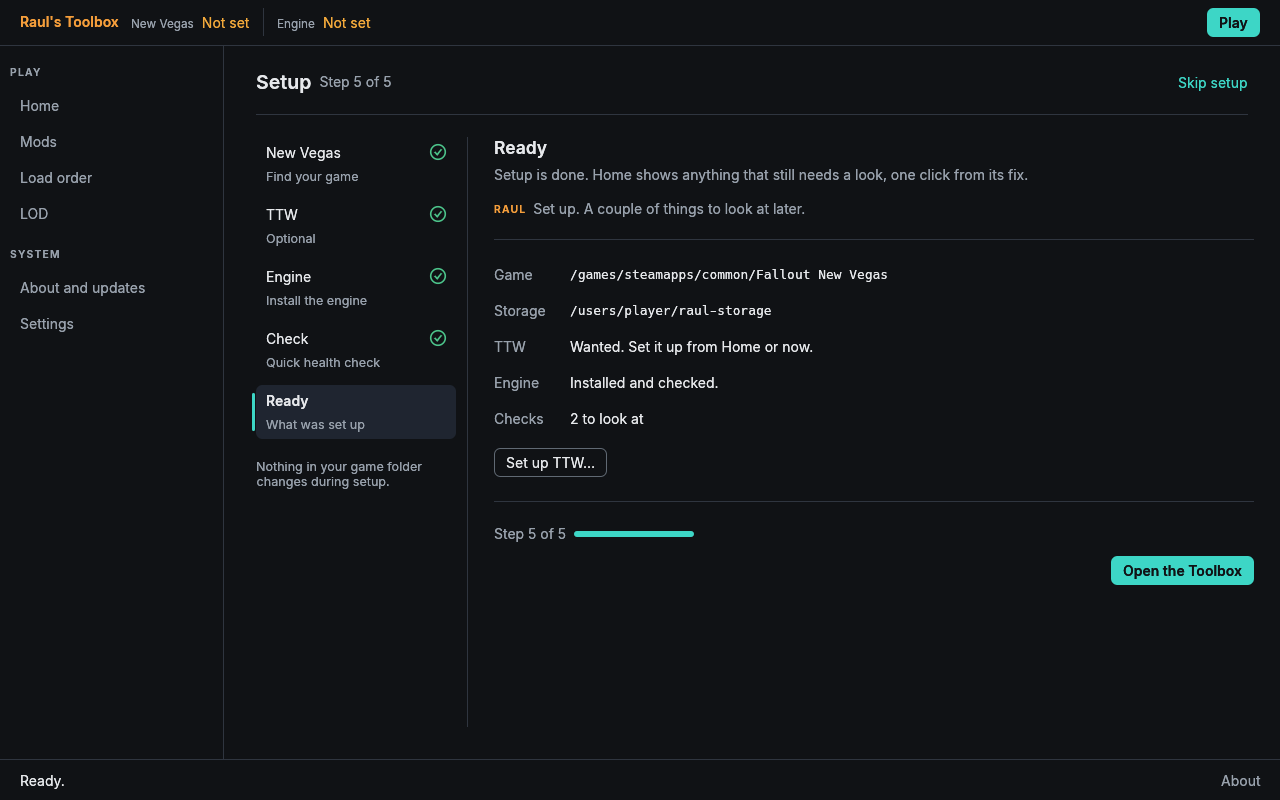 Raul's Toolbox New Vegas Not set Engine Not set Play
PLAY
Home
Mods
Load order
LOD
SYSTEM
About and updates
Settings
Setup Step 5 of 5 Skip setup
New Vegas
Find your game
TTW
Optional
Engine
Install the engine
Check
Quick health check
Ready
What was set up
Nothing in your game folder
changes during setup.
Ready
Setup is done. Home shows anything that still needs a look, one click from its fix.
RAUL Set up. A couple of things to look at later.
Game /games/steamapps/common/Fallout New Vegas
Storage /users/player/raul-storage
TTW Wanted. Set it up from Home or now.
Engine Installed and checked.
Checks 2 to look at
Set up TTW...
Step 5 of 5
Open the Toolbox
Ready. About